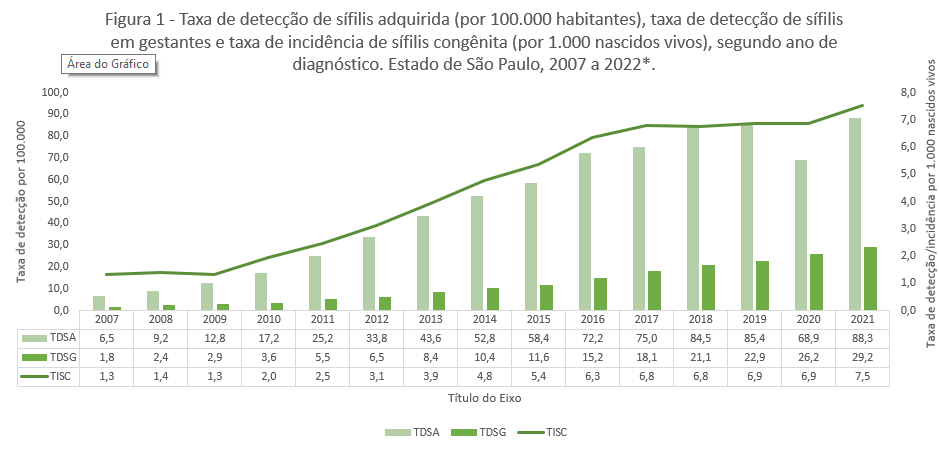 Figura 1 - Taxa de detecção de sífilis adquirida (por 100.000 habitantes), taxa de detecção de sífilis
em gestantes e taxa de incidência de sífilis congênita (por 1.000 nascidos vivos), segundo ano de
diagnóstico. Estado de São Paulo, 2007 a 2022*.
Área do Gráfico
Taxa de detecção por 100.000
100,0
90,0
80,0
70,0
60,0
50,0
40,0
30,0
20,0
10,0
0,0
8,0
7,0
6,0
5,0
4,0
3,0
2,0
1,0
0,0
Taxa de detecção/incidência por 1.000 nascidos vivos
2007 2008 2009 2010 2011 2012 2013 2014 2015 2016 2017 2018 2019 2020 2021
TDSA 6,5 9,2 12,8 17,2 25,2 33,8 43,6 52,8 58,4 72,2 75,0 84,5 85,4 68,9 88,3
TDSG 1,8 2,4 2,9 3,6 5,5 6,5 8,4 10,4 11,6 15,2 18,1 21,1 22,9 26,2 29,2
TISC 1,3 1,4 1,3 2,0 2,5 3,1 3,9 4,8 5,4 6,3 6,8 6,8 6,9 6,9 7,5
Título do Eixo
TDSA TDSG TISC